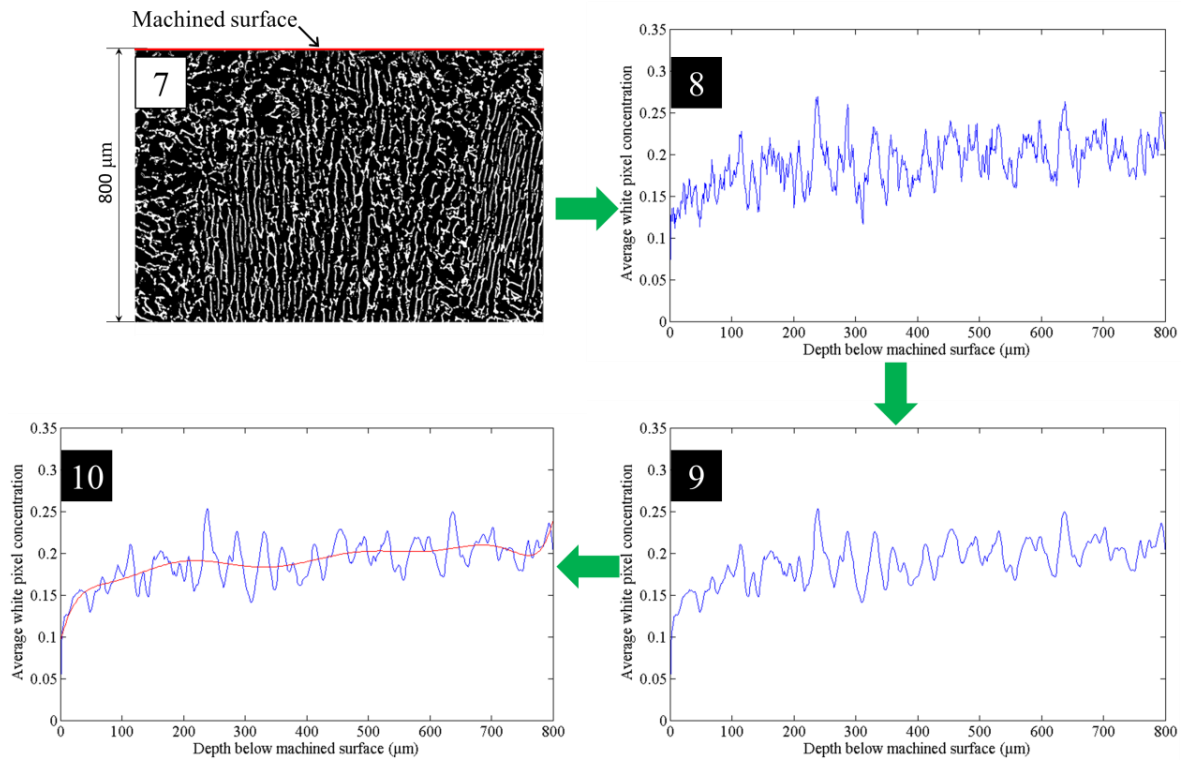 Machined surface
7
800 μm
8
Average white pixel concentration
0.35
0.3
0.25
0.2
0.15
0.1
0.05
0
0 100 200 300 400 500 600 700 800
Depth below machined surface (μm)
10
Average white pixel concentration
0.35
0.3
0.25
0.2
0.15
0.1
0.05
0
0 100 200 300 400 500 600 700 800
Depth below machined surface (μm)
9
Average white pixel concentration
0.35
0.3
0.25
0.2
0.15
0.1
0.05
0
0 100 200 300 400 500 600 700 800
Depth below machined surface (μm)